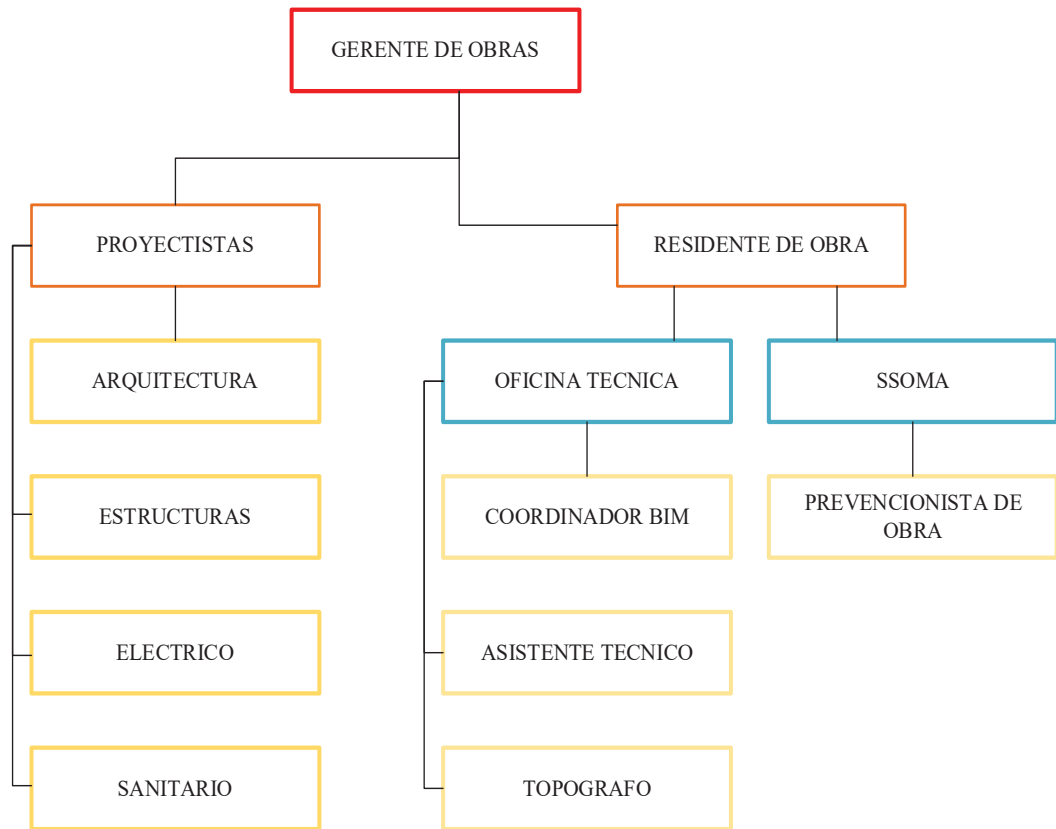 GERENTE DE OBRAS
PROYECTISTAS
RESIDENTE DE OBRA
ARQUITECTURA
OFICINA TECNICA
SSOMA
ESTRUCTURAS
COORDINADOR BIM
PREVENCIONISTA DE
OBRA
ELECTRICO
ASISTENTE TECNICO
SANITARIO
TOPOGRAFO